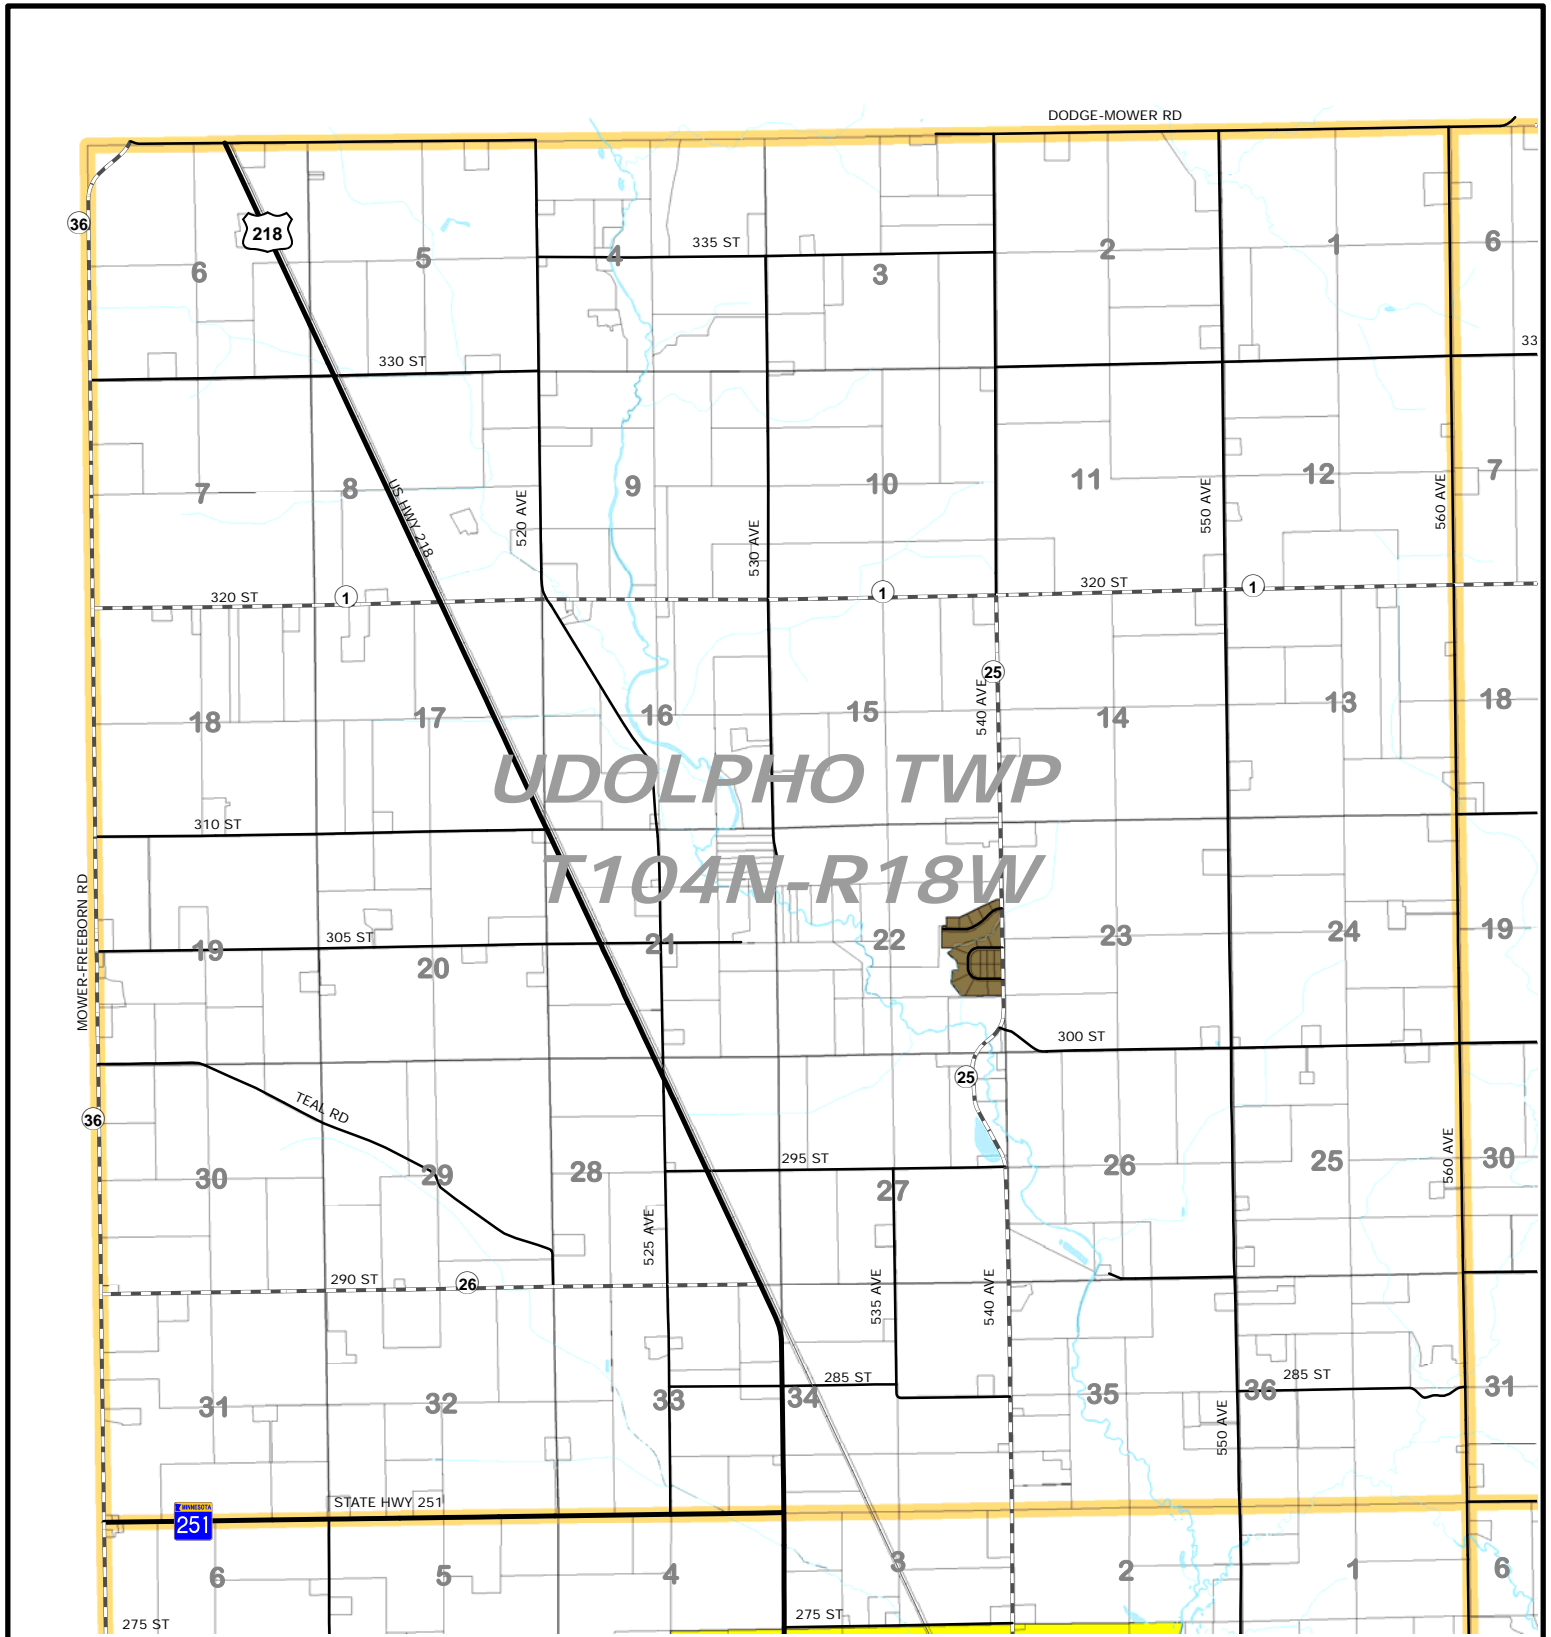 DODGE-MOWER RD
36
218
335 ST
6
5
4
3
2
1
6
330 ST
33
7
8
US HWY 218
520 AVE
9
530 AVE
10
11
550 AVE
12
560 AVE
7
320 ST
1
1
320 ST
1
25
540 AVE
18
17
16
15
14
13
18
UDOLPHO TWP
310 ST
T104N-R18W
MOWER-FREEBORN RD
19
305 ST
20
21
22
23
24
19
300 ST
25
36
TEAL RD
30
29
28
295 ST
27
26
25
560 AVE
30
525 AVE
290 ST
26
535 AVE
540 AVE
285 ST
285 ST
31
32
33
34
35
36
31
550 AVE
STATE HWY 251
MINNESOTA
251
6
5
4
3
2
1
6
275 ST
275 ST